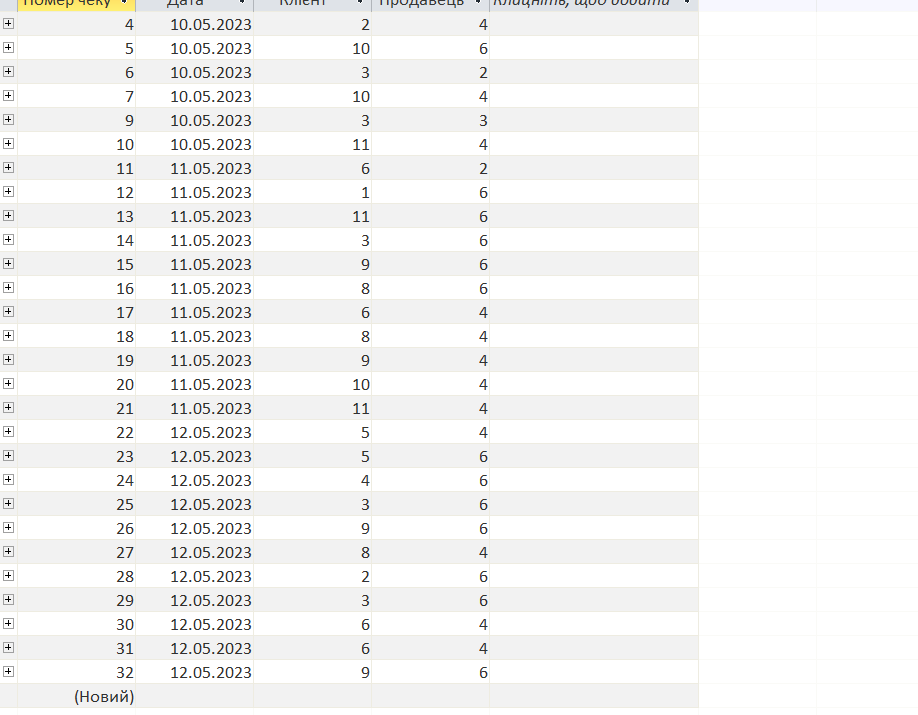 Номер чеку Дата Клієнт Продавець Клацніть, щоб додати
4 10.05.2023 2 4
5 10.05.2023 10 6
6 10.05.2023 3 2
7 10.05.2023 10 4
9 10.05.2023 3 3
10 10.05.2023 11 4
11 11.05.2023 6 2
12 11.05.2023 1 6
13 11.05.2023 11 6
14 11.05.2023 3 6
15 11.05.2023 9 6
16 11.05.2023 8 6
17 11.05.2023 6 4
18 11.05.2023 8 4
19 11.05.2023 9 4
20 11.05.2023 10 4
21 11.05.2023 11 4
22 12.05.2023 5 4
23 12.05.2023 5 6
24 12.05.2023 4 6
25 12.05.2023 3 6
26 12.05.2023 9 6
27 12.05.2023 8 4
28 12.05.2023 2 6
29 12.05.2023 3 6
30 12.05.2023 6 4
31 12.05.2023 6 4
32 12.05.2023 9 6
(Новий)